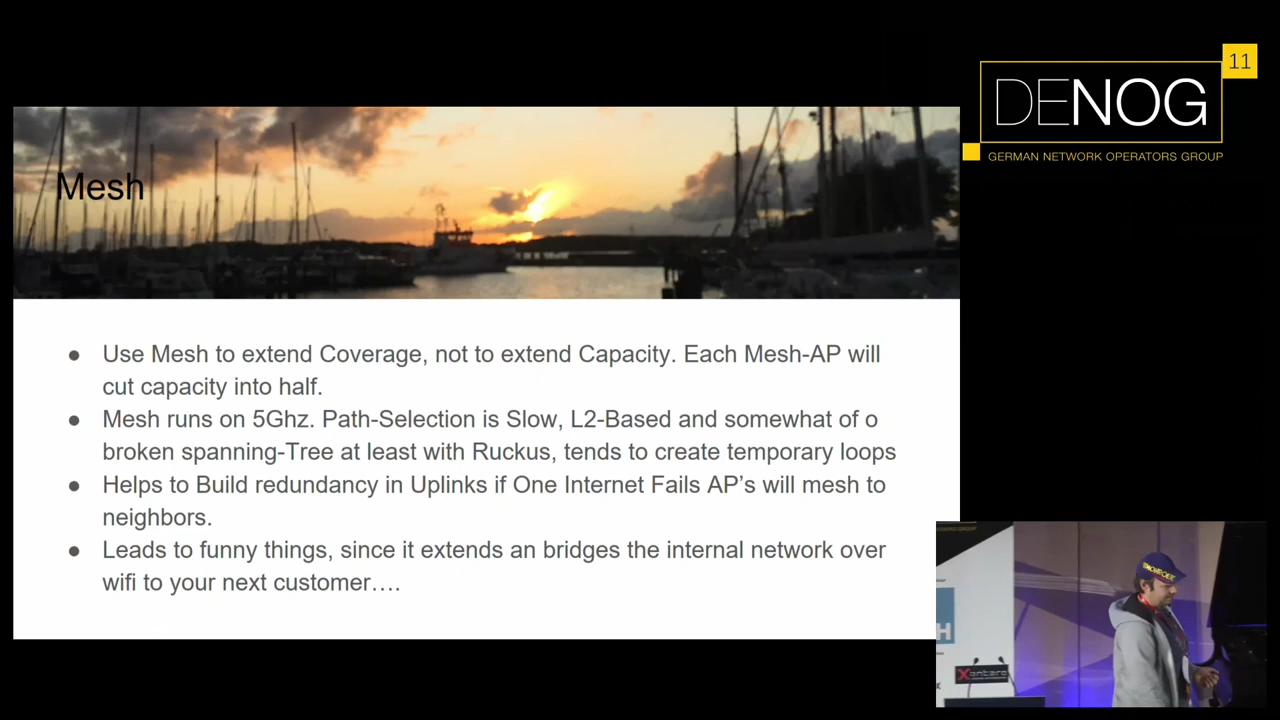 11
DENOG
GERMAN NETWORK OPERATORS GROUP
Mesh
● Use Mesh to extend Coverage, not to extend Capacity. Each Mesh-AP will
cut capacity into half.
● Mesh runs on 5Ghz. Path-Selection is Slow, L2-Based and somewhat of o
broken spanning-Tree at least with Ruckus, tends to create temporary loops
● Helps to Build redundancy in Uplinks if One Internet Fails AP's will mesh to
neighbors.
● Leads to funny things, since it extends an bridges the internal network over
wifi to your next customer….
H
Xantaro